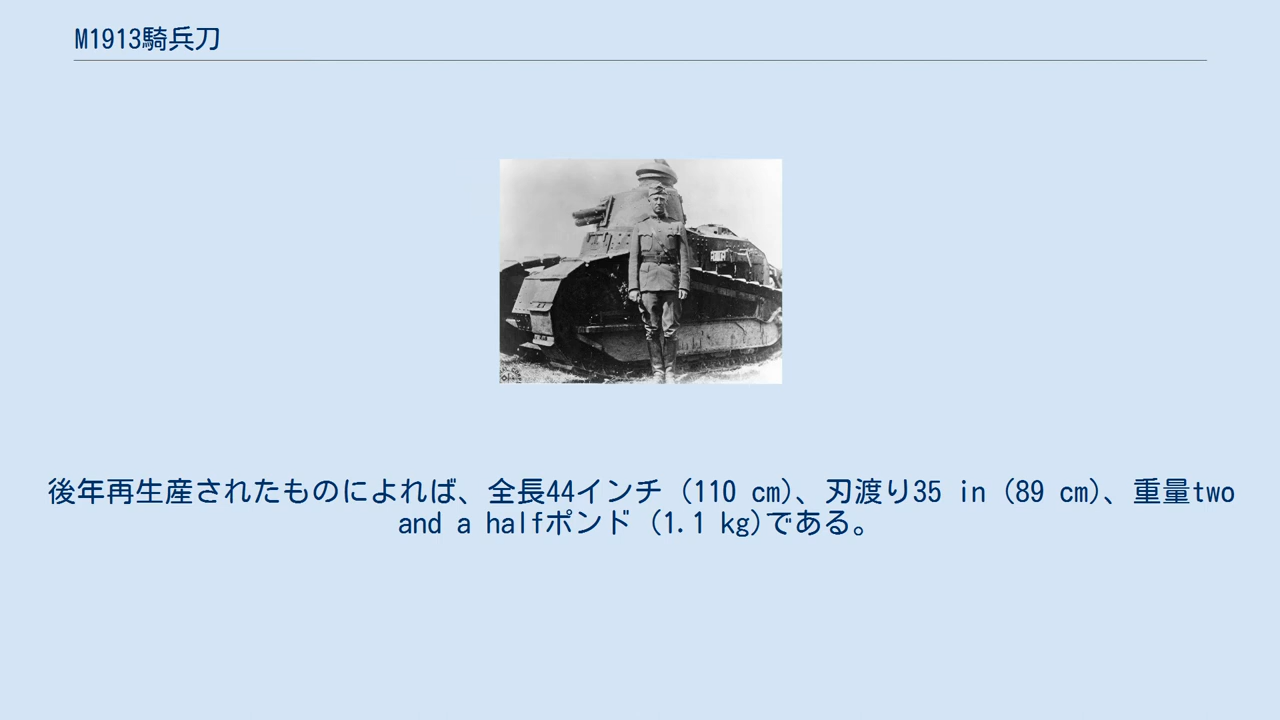 M1913騎兵刀
後年再生産されたものによれば、全長44インチ (110 cm)、刃渡り35 in (89 cm)、重量two
and a halfポンド (1.1 kg)である。